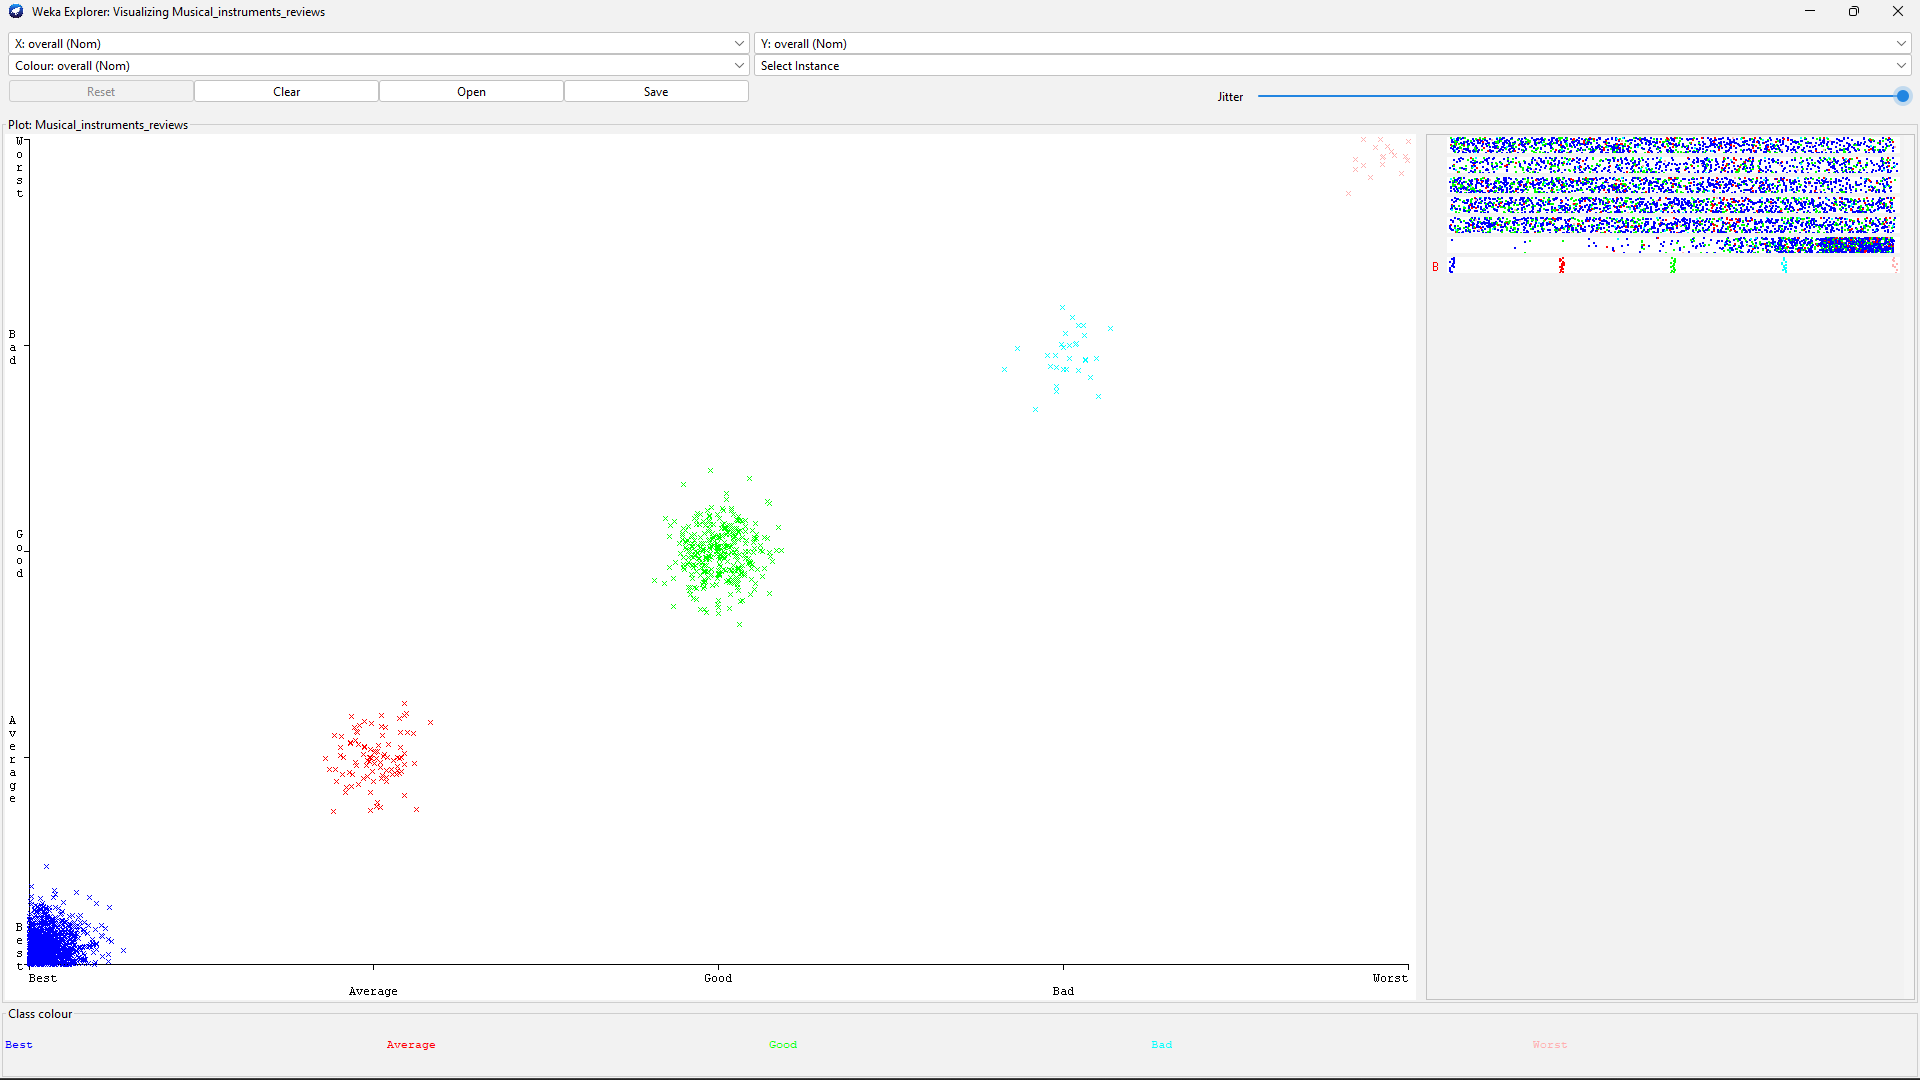 Weka Explorer: Visualizing Musical_instruments_reviews
X: overall (Nom)
Y: overall (Nom)
Colour: overall (Nom)
Select Instance
Reset
Clear
Open
Save
Jitter
Plot: Musical_instruments_reviews
Worst
Bad
Good
Average
Best
B
Best
Average
Good
Bad
Worst
Class colour
Best
Average
Good
Bad
Worst